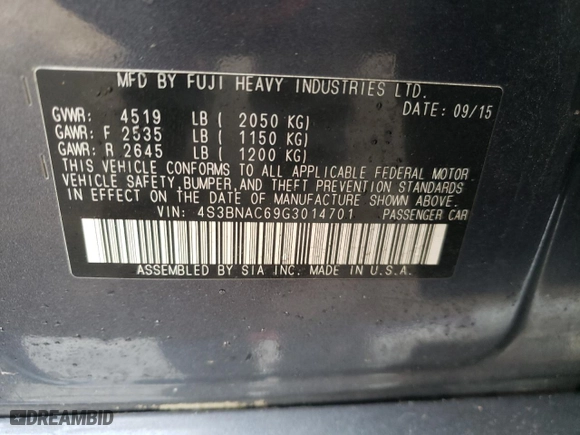 MFD BY FUJI HEAVY INDUSTRIES LTD.
DATE: 09/15
GVWR: 4519 LB ( 2050 KG)
GAWR: F 2535 LB ( 1150 KG)
GAWR: R 2645 LB ( 1200 KG)
THIS VEHICLE CONFORMS TO ALL APPLICABLE FEDERAL MOTOR
VEHICLE SAFETY,BUMPER,AND THEFT PREVENTION STANDARDS
IN EFFECT ON THE DATE OF MANUFACTURE SHOWN ABOVE.
VIN: 4S3BNAC69G3014701 PASSENGER CAR
ASSEMBLED BY SIA INC. MADE IN U.S.A.
DREAMBID